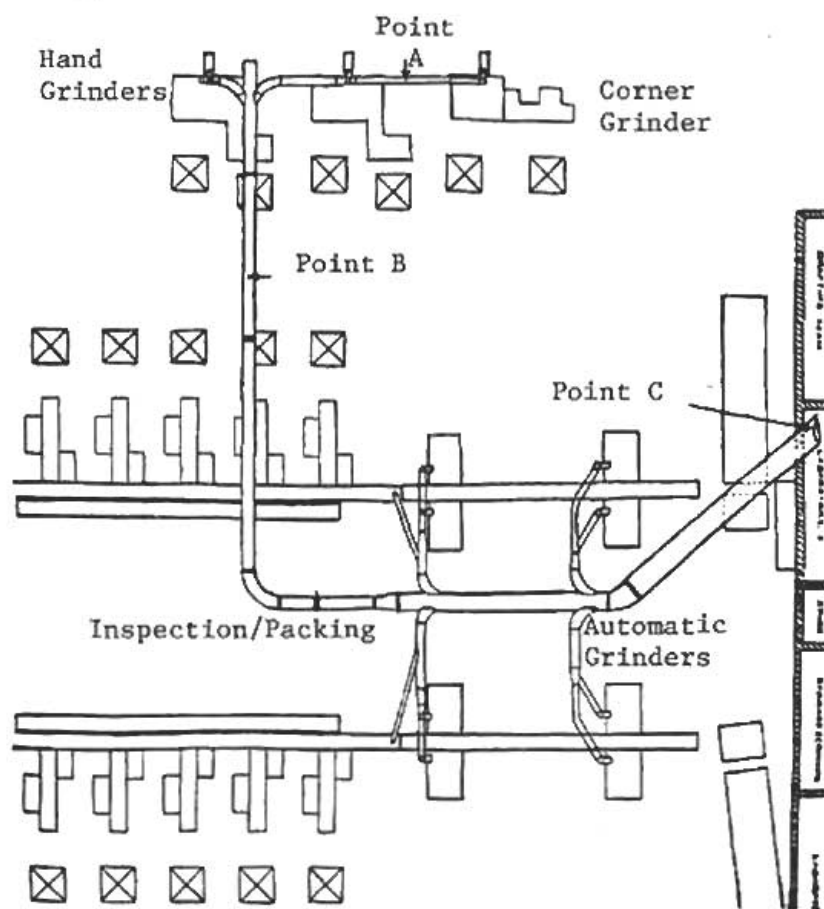 Point
A
Hand
Grinders
Corner
Grinder
Point B
Point C
Inspection/Packing
Automatic
Grinders